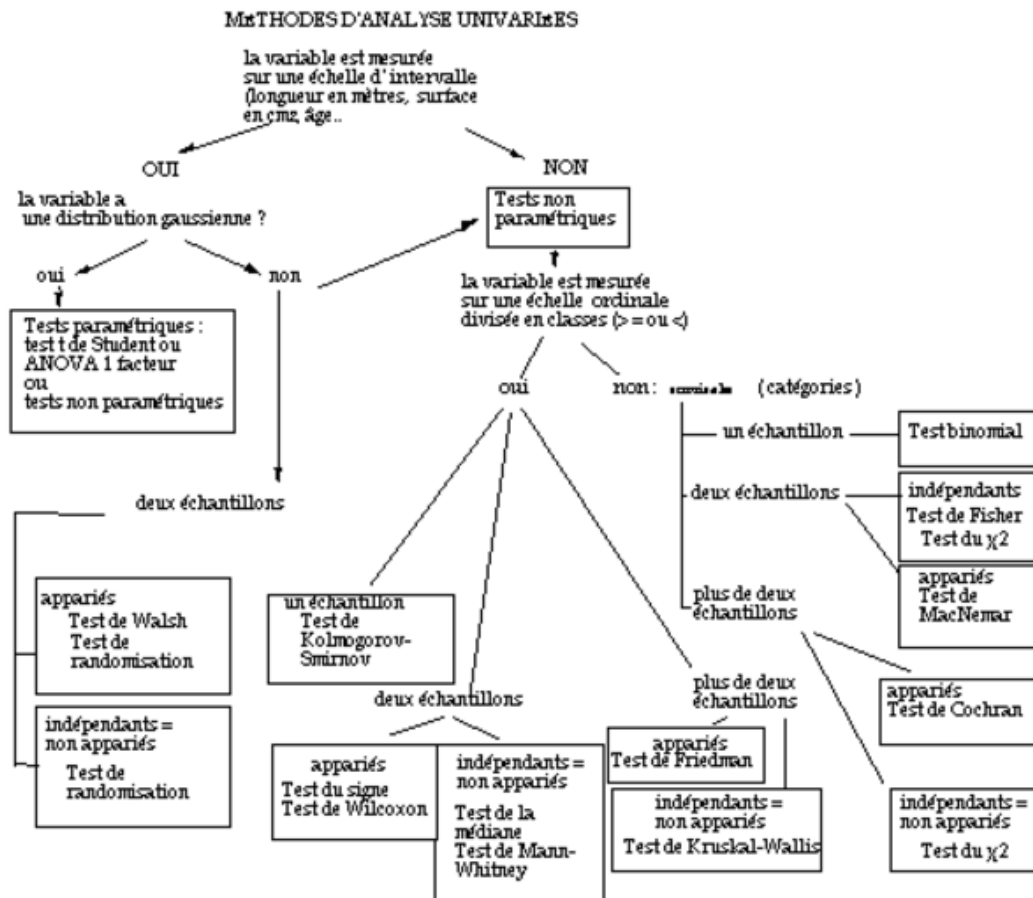 MÉTHODES D'ANALYSE UNIVARIÉES
la variable est mesurée
sur une échelle d'intervalle
(longueur en mètres, surface
en cm2, âge..
OUI
NON
la variable a
une distribution gaussienne ?
Tests non
paramétriques
oui
non
la variable est mesurée
sur une échelle ordinale
divisée en classes (> = ou <)
Tests paramétriques :
test t de Student ou
ANOVA 1 facteur
ou
tests non paramétriques
oui
non : (catégories)
un échantillon
Test binomial
deux échantillons
deux échantillons
indépendants
Test de Fisher
Test du χ2
appariés
Test de
MacNemar
appariés
Test de Walsh
Test de
randomisation
un échantillon
Test de
Kolmogorov-
Smirnov
plus de deux
échantillons
deux échantillons
plus de deux
échantillons
appariés
Test de Cochran
indépendants =
non appariés
Test de
randomisation
appariés
Test du signe
Test de Wilcoxon
indépendants =
non appariés
Test de la
médiane
Test de Mann-
Whitney
appariés
Test de Friedman
indépendants =
non appariés
Test de Kruskal-Wallis
indépendants =
non appariés
Test du χ2